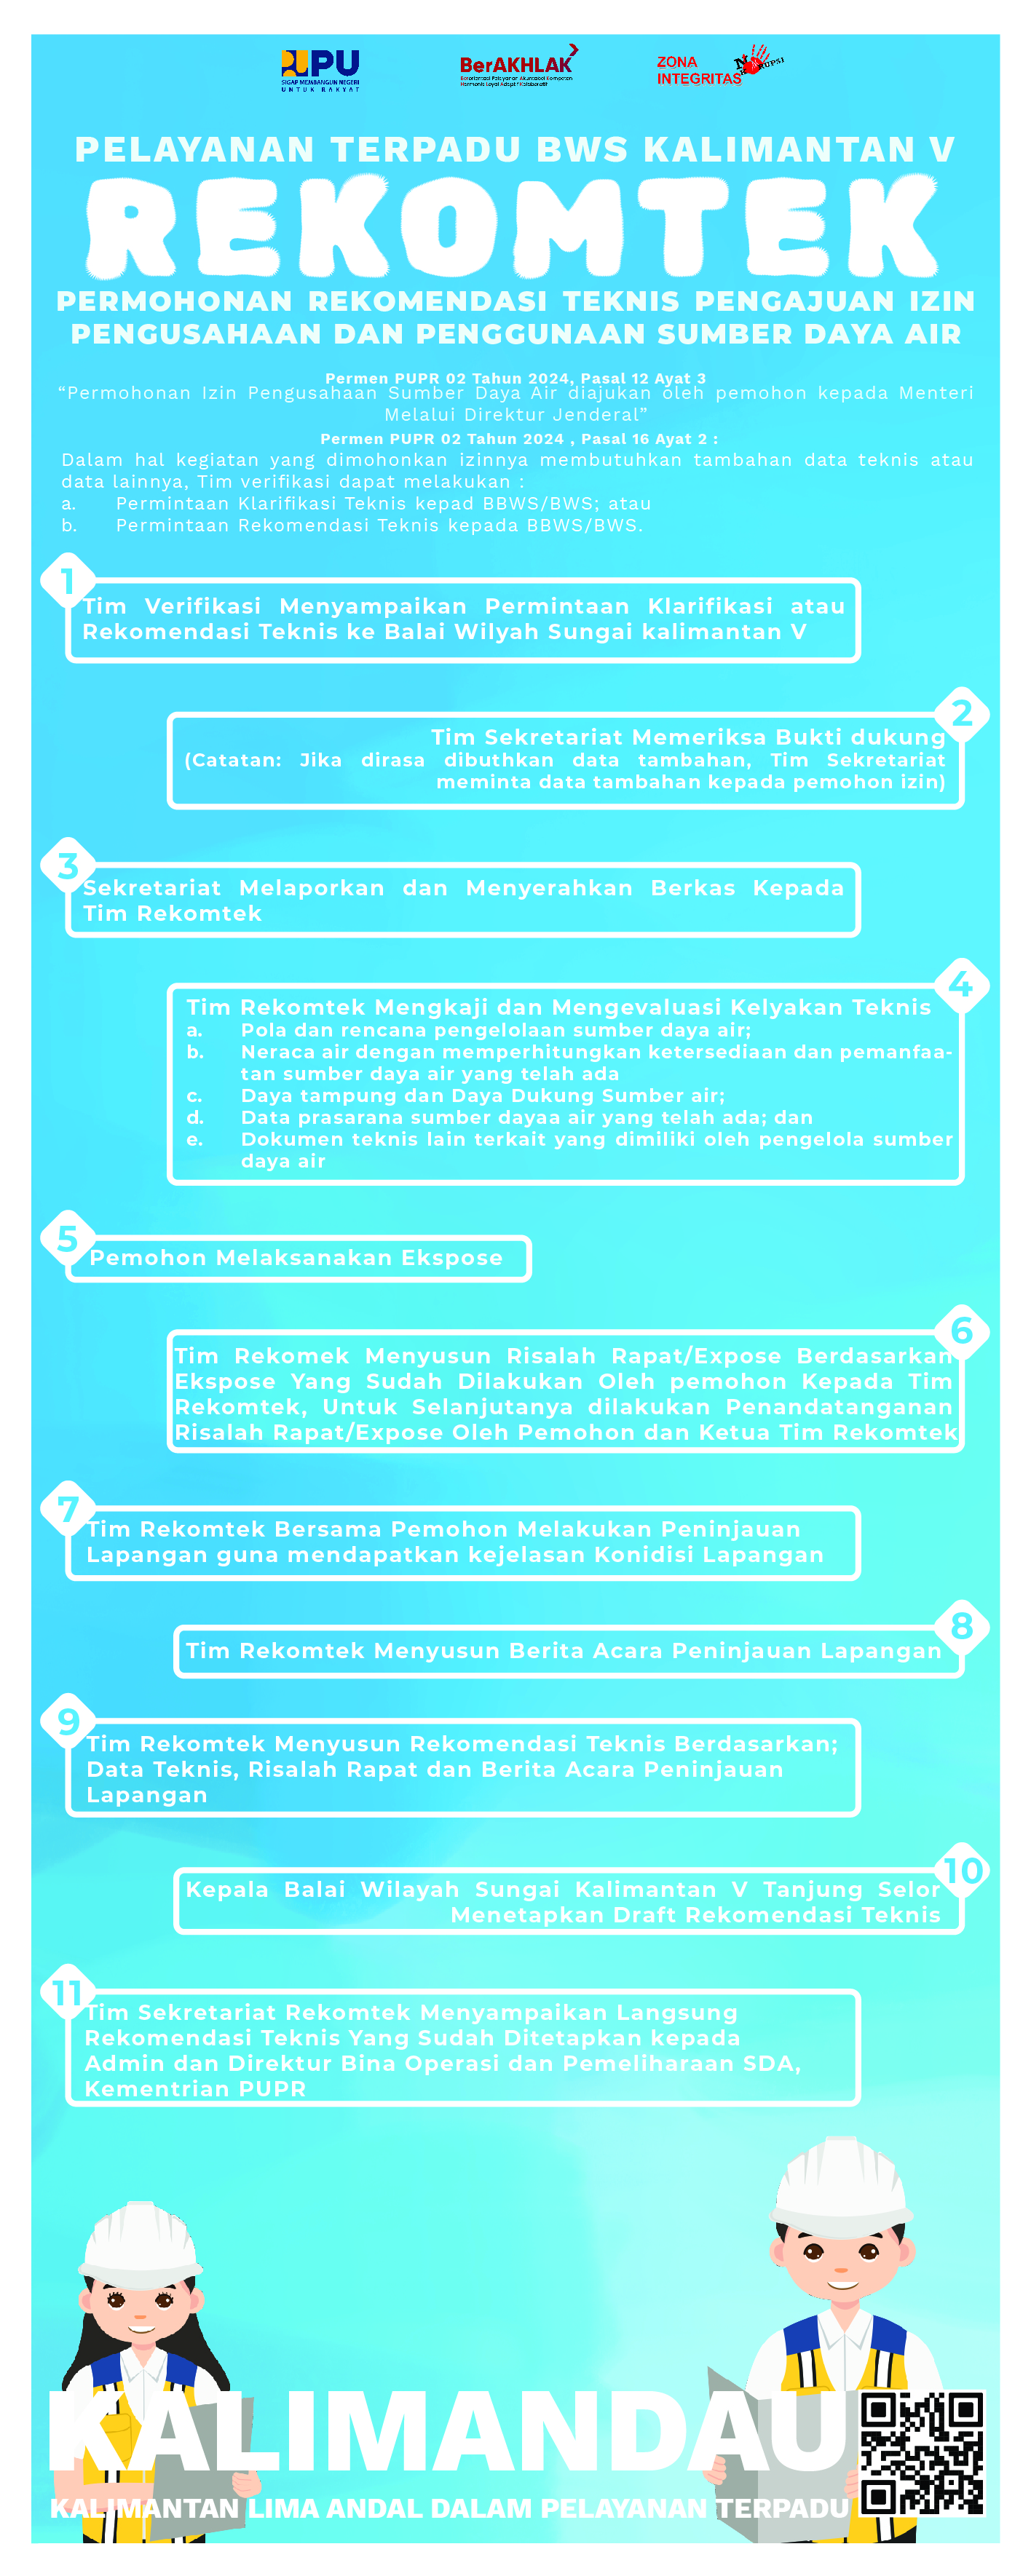 PU
SIGAP MEMBANGUN NEGERI
UNTUK RAKYAT
BerAKHLAK
Berorientasi Pelayanan Akuntabel Kompeten
Harmonis Loyal Adaptif Kolaboratif
ZONA
INTEGRITAS
PELAYANAN TERPADU BWS KALIMANTAN V
REKOMTEK
PERMOHONAN REKOMENDASI TEKNIS PENGAJUAN IZIN
PENGUSAHAAN DAN PENGGUNAAN SUMBER DAYA AIR
Permen PUPR 02 Tahun 2024, Pasal 12 Ayat 3
“Permohonan Izin Pengusahaan Sumber Daya Air diajukan oleh pemohon kepada Menteri
Melalui Direktur Jenderal”
Permen PUPR 02 Tahun 2024 , Pasal 16 Ayat 2 :
Dalam hal kegiatan yang dimohonkan izinnya membutuhkan tambahan data teknis atau
data lainnya, Tim verifikasi dapat melakukan :
a. Permintaan Klarifikasi Teknis kepad BBWS/BWS; atau
b. Permintaan Rekomendasi Teknis kepada BBWS/BWS.
1
Tim Verifikasi Menyampaikan Permintaan Klarifikasi atau
Rekomendasi Teknis ke Balai Wilyah Sungai kalimantan V
2
Tim Sekretariat Memeriksa Bukti dukung
(Catatan: Jika dirasa dibuthkan data tambahan, Tim Sekretariat
meminta data tambahan kepada pemohon izin)
3
Sekretariat Melaporkan dan Menyerahkan Berkas Kepada
Tim Rekomtek
4
Tim Rekomtek Mengkaji dan Mengevaluasi Kelyakan Teknis
a. Pola dan rencana pengelolaan sumber daya air;
b. Neraca air dengan memperhitungkan ketersediaan dan pemanfaa-
tan sumber daya air yang telah ada
c. Daya tampung dan Daya Dukung Sumber air;
d. Data prasarana sumber dayaa air yang telah ada; dan
e. Dokumen teknis lain terkait yang dimiliki oleh pengelola sumber
daya air
5
Pemohon Melaksanakan Ekspose
6
Tim Rekomek Menyusun Risalah Rapat/Expose Berdasarkan
Ekspose Yang Sudah Dilakukan Oleh pemohon Kepada Tim
Rekomtek, Untuk Selanjutanya dilakukan Penandatanganan
Risalah Rapat/Expose Oleh Pemohon dan Ketua Tim Rekomtek
7
Tim Rekomtek Bersama Pemohon Melakukan Peninjauan
Lapangan guna mendapatkan kejelasan Konidisi Lapangan
8
Tim Rekomtek Menyusun Berita Acara Peninjauan Lapangan
9
Tim Rekomtek Menyusun Rekomendasi Teknis Berdasarkan;
Data Teknis, Risalah Rapat dan Berita Acara Peninjauan
Lapangan
10
Kepala Balai Wilayah Sungai Kalimantan V Tanjung Selor
Menetapkan Draft Rekomendasi Teknis
11
Tim Sekretariat Rekomtek Menyampaikan Langsung
Rekomendasi Teknis Yang Sudah Ditetapkan kepada
Admin dan Direktur Bina Operasi dan Pemeliharaan SDA,
Kementrian PUPR
KALIMANDAU
KALIMANTAN LIMA ANDAL DALAM PELAYANAN TERPADU